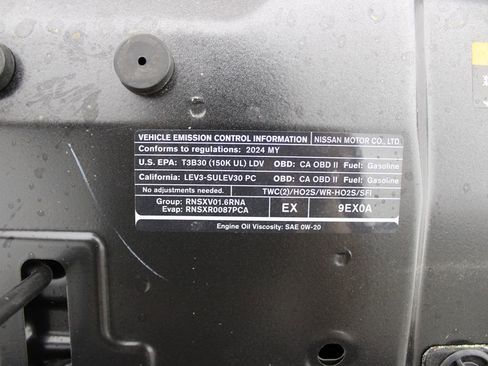 VEHICLE EMISSION CONTROL INFORMATION NISSAN MOTOR CO., LTD.
Conforms to regulations: 2024 MY
U.S. EPA: T3B30 (150K UL) LDV OBD: CA OBD II Fuel: Gasoline
California: LEV3-SULEV30 PC OBD: CA OBD II Fuel: Gasoline
No adjustments needed. TWC(2)/HO2S/WR-HO2S/SFI
Group: RNSXV01.6RNA
Evap: RNSXR0087PCA EX 9EX0A
Engine Oil Viscosity: SAE 0W-20